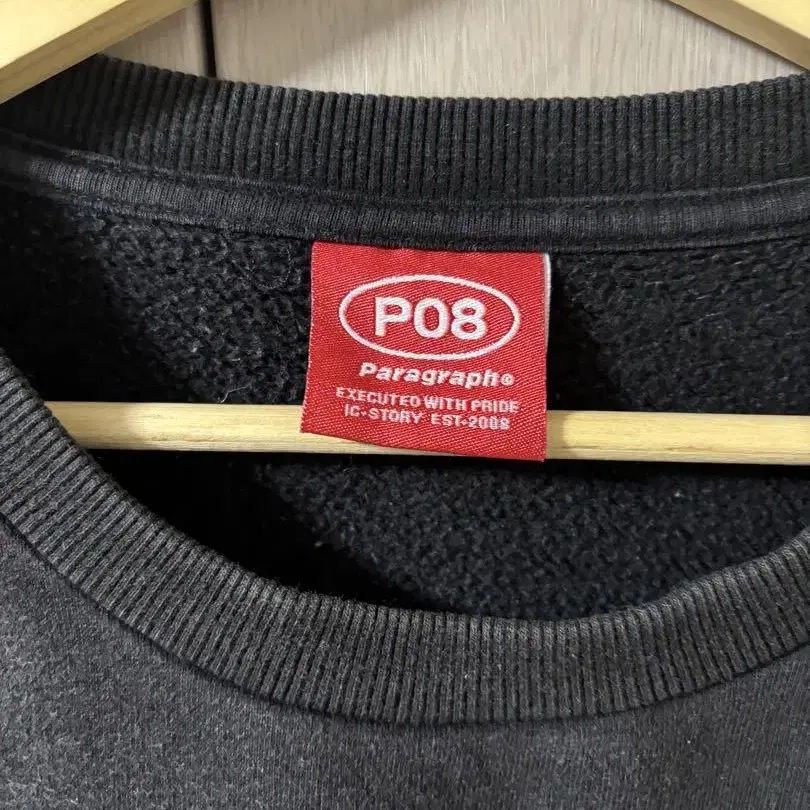 P08
Paragraph®
EXECUTED WITH PRIDE
IC-STORY EST-2008